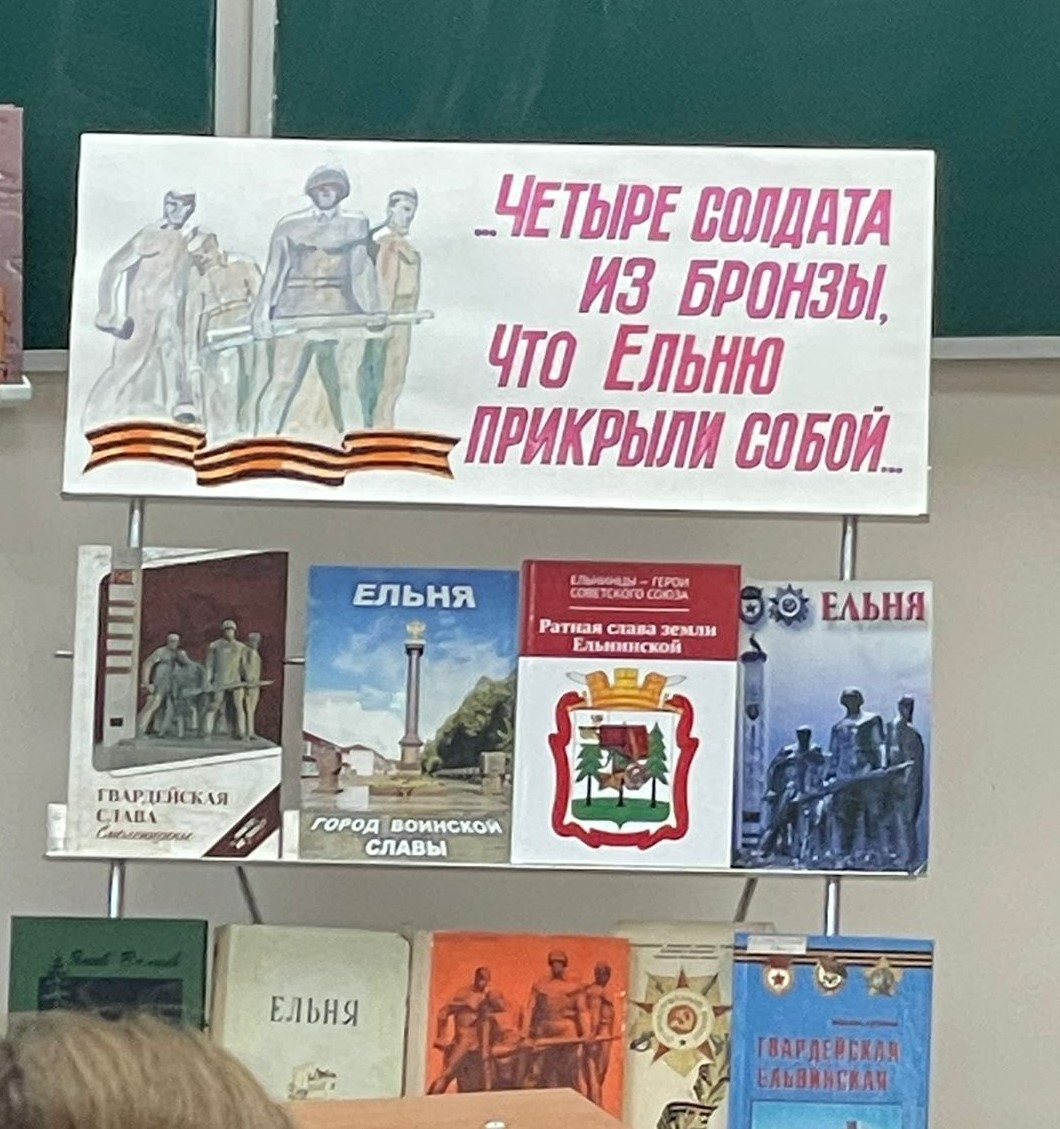 ...ЧЕТЫРЕ СОЛДАТА
ИЗ БРОНЗЫ,
ЧТО ЕЛЬНЮ
ПРИКРЫЛИ СОБОЙ...
ГВАРДЕЙСКАЯ
СЛАВА
Смоленщины
ЕЛЬНЯ
ГОРОД ВОИНСКОЙ
СЛАВЫ
ЕЛЬНИНЦЫ – ГЕРОИ
СОВЕТСКОГО СОЮЗА
Ратная слава земли
Ельнинской
ЕЛЬНЯ
ЕЛЬНЯ
ГВАРДЕЙСКАЯ
ЕЛЬНИНСКАЯ